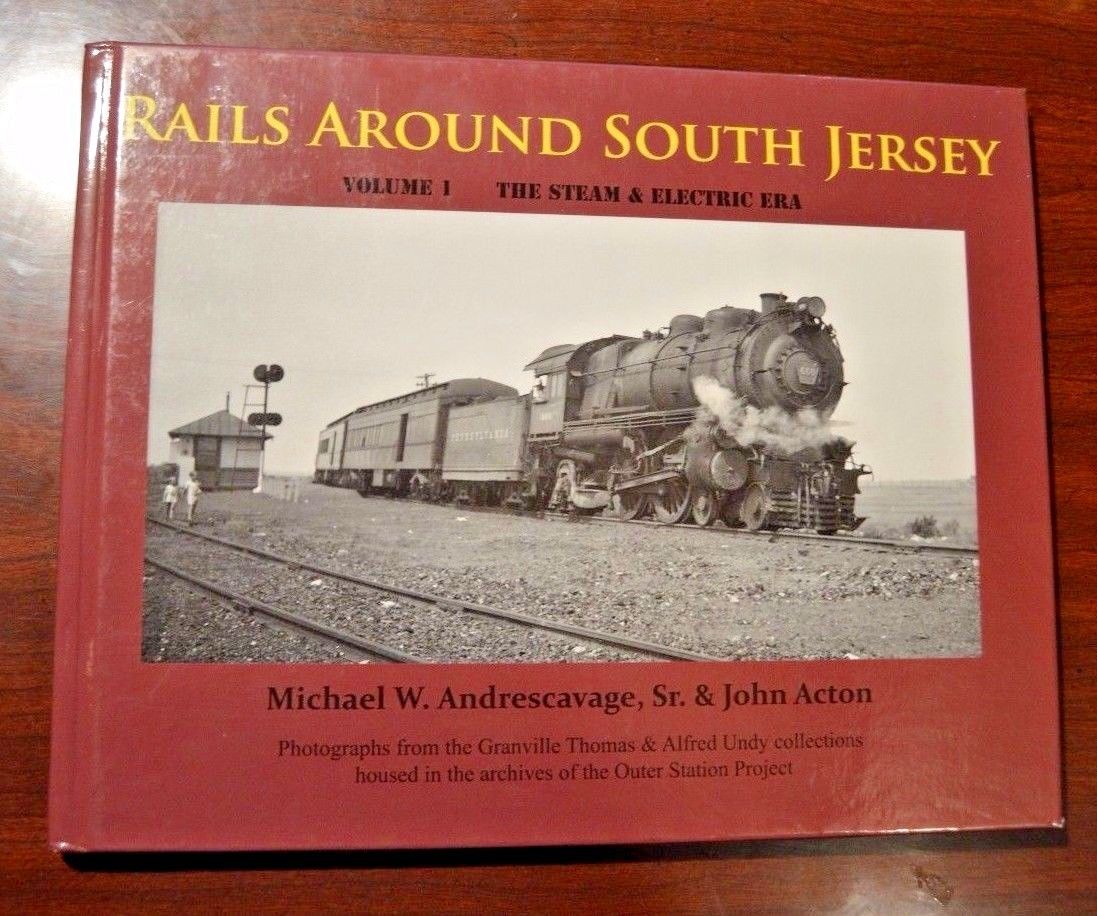 RAILS AROUND SOUTH JERSEY
VOLUME 1 THE STEAM & ELECTRIC ERA
PENNSYLVANIA
Michael W. Andrescavage, Sr. & John Acton
Photographs from the Granville Thomas & Alfred Undy collections
housed in the archives of the Outer Station Project